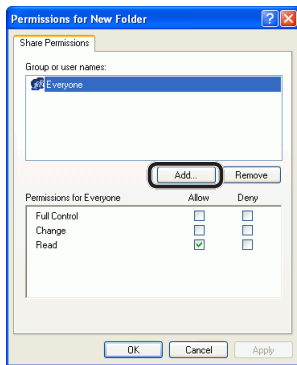 Permissions for New Folder
Share Permissions
Group or user names:
Everyone
Add... Remove
Permissions for Everyone Allow Deny
Full Control
Change
Read
OK Cancel Apply